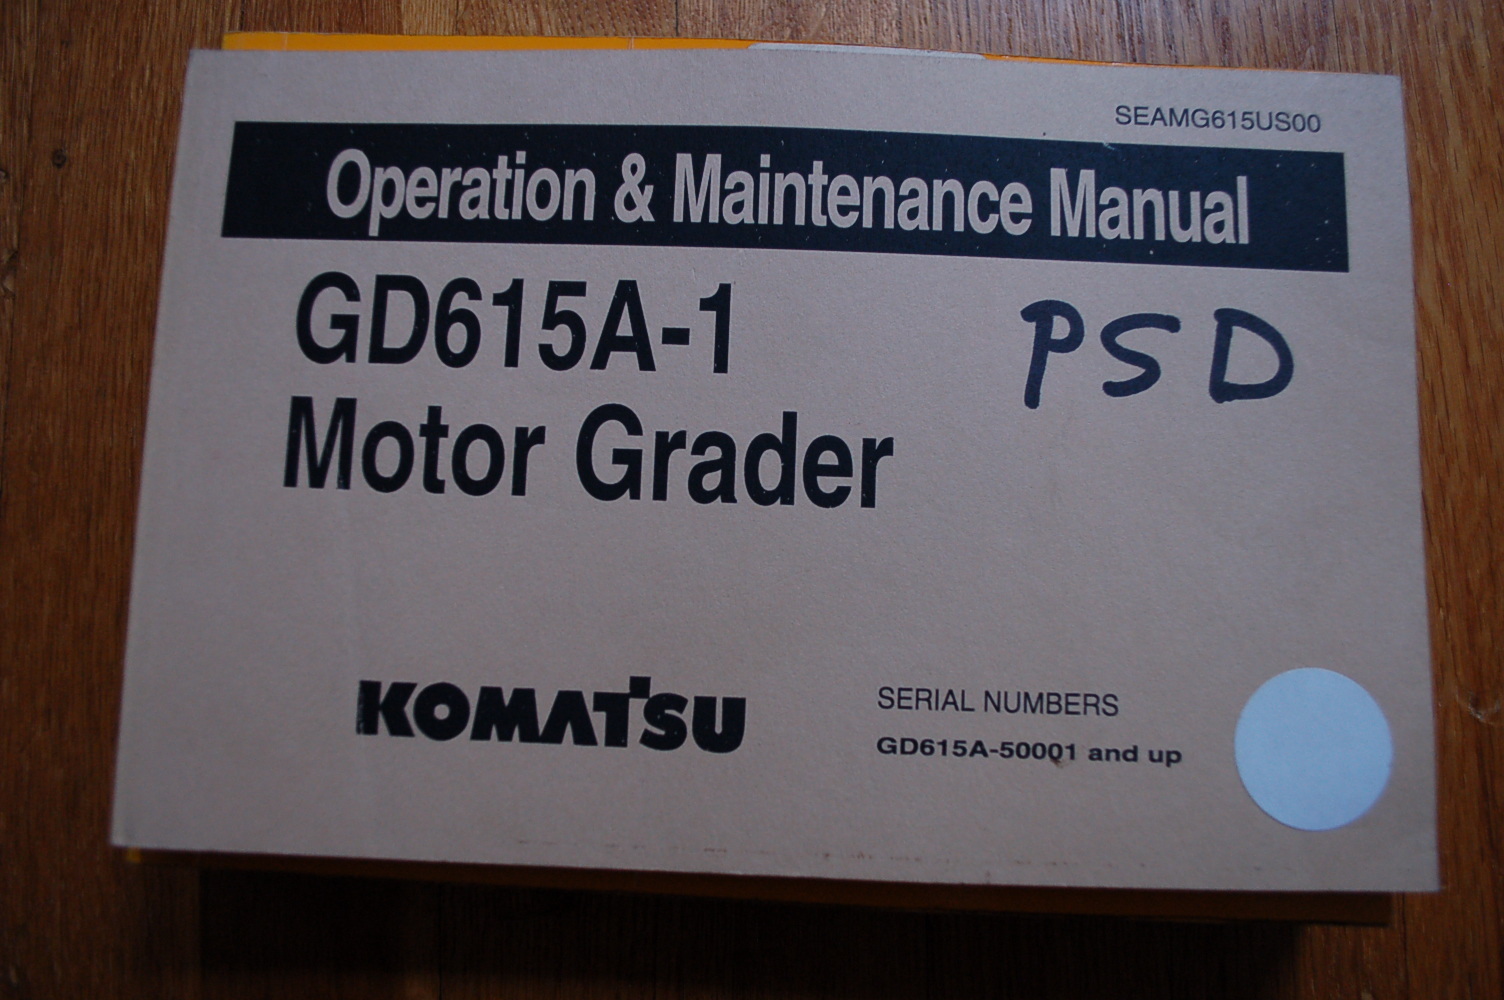 SEAMG615US00
Operation & Maintenance Manual
GD615A-1
PSD
Motor Grader
KOMATSU
SERIAL NUMBERS
GD615A-50001 and up